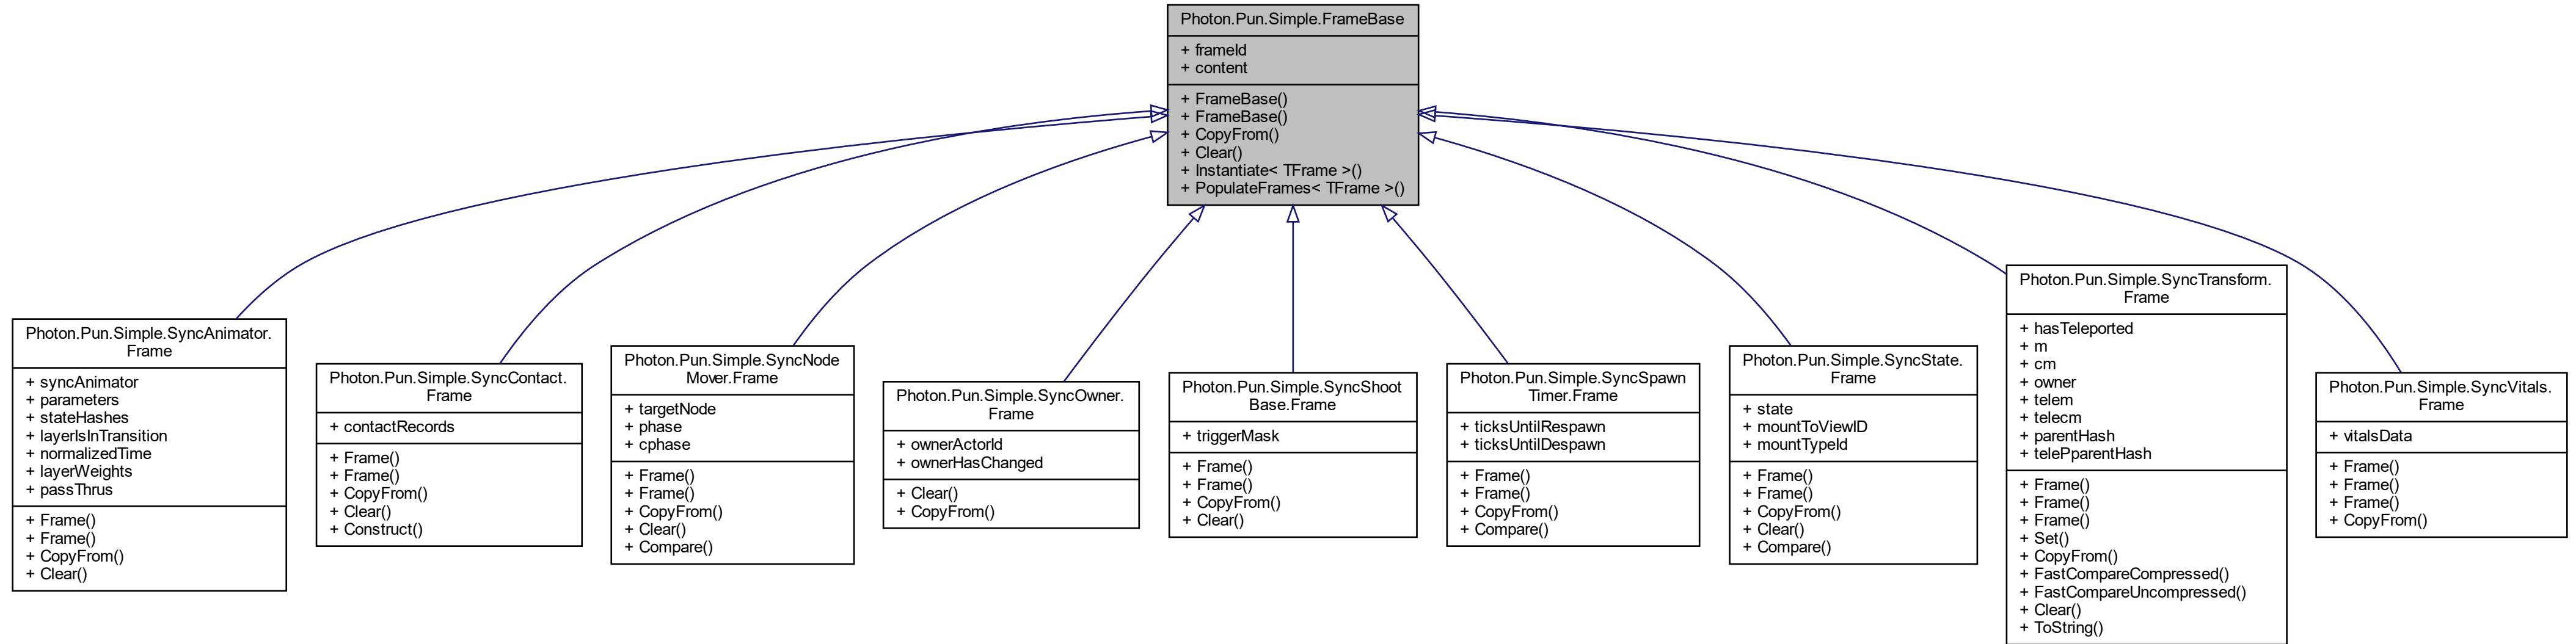 Photon.Pun.Simple.FrameBase
+ frameId
+ content
+ FrameBase()
+ FrameBase()
+ CopyFrom()
+ Clear()
+ Instantiate< TFrame >()
+ PopulateFrames< TFrame >()
Photon.Pun.Simple.SyncAnimator.
Frame
+ syncAnimator
+ parameters
+ stateHashes
+ layerIsInTransition
+ normalizedTime
+ layerWeights
+ passThrus
+ Frame()
+ Frame()
+ CopyFrom()
+ Clear()
Photon.Pun.Simple.SyncContact.
Frame
+ contactRecords
+ Frame()
+ Frame()
+ CopyFrom()
+ Clear()
+ Construct()
Photon.Pun.Simple.SyncNode
Mover.Frame
+ targetNode
+ phase
+ cphase
+ Frame()
+ Frame()
+ CopyFrom()
+ Clear()
+ Compare()
Photon.Pun.Simple.SyncOwner.
Frame
+ ownerActorId
+ ownerHasChanged
+ Clear()
+ CopyFrom()
Photon.Pun.Simple.SyncShoot
Base.Frame
+ triggerMask
+ Frame()
+ Frame()
+ CopyFrom()
+ Clear()
Photon.Pun.Simple.SyncSpawn
Timer.Frame
+ ticksUntilRespawn
+ ticksUntilDespawn
+ Frame()
+ Frame()
+ CopyFrom()
+ Compare()
Photon.Pun.Simple.SyncState.
Frame
+ state
+ mountToViewID
+ mountTypeId
+ Frame()
+ Frame()
+ CopyFrom()
+ Clear()
+ Compare()
Photon.Pun.Simple.SyncTransform.
Frame
+ hasTeleported
+ m
+ cm
+ owner
+ telem
+ telecm
+ parentHash
+ telePparentHash
+ Frame()
+ Frame()
+ Frame()
+ Set()
+ CopyFrom()
+ FastCompareCompressed()
+ FastCompareUncompressed()
+ Clear()
+ ToString()
Photon.Pun.Simple.SyncVitals.
Frame
+ vitalsData
+ Frame()
+ Frame()
+ Frame()
+ CopyFrom()